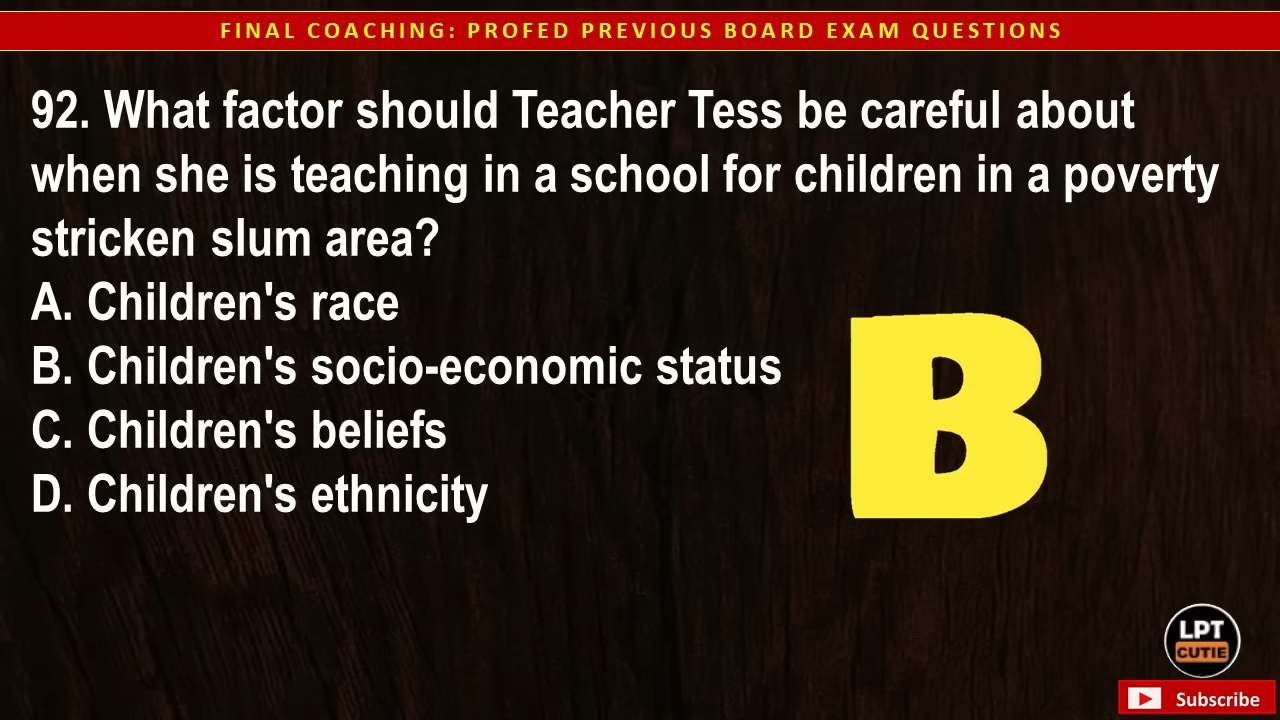 FINAL COACHING: PROFED PREVIOUS BOARD EXAM QUESTIONS
92. What factor should Teacher Tess be careful about
when she is teaching in a school for children in a poverty
stricken slum area?
A. Children's race
B. Children's socio-economic status
C. Children's beliefs
D. Children's ethnicity
B
LPT
CUTIE
Subscribe